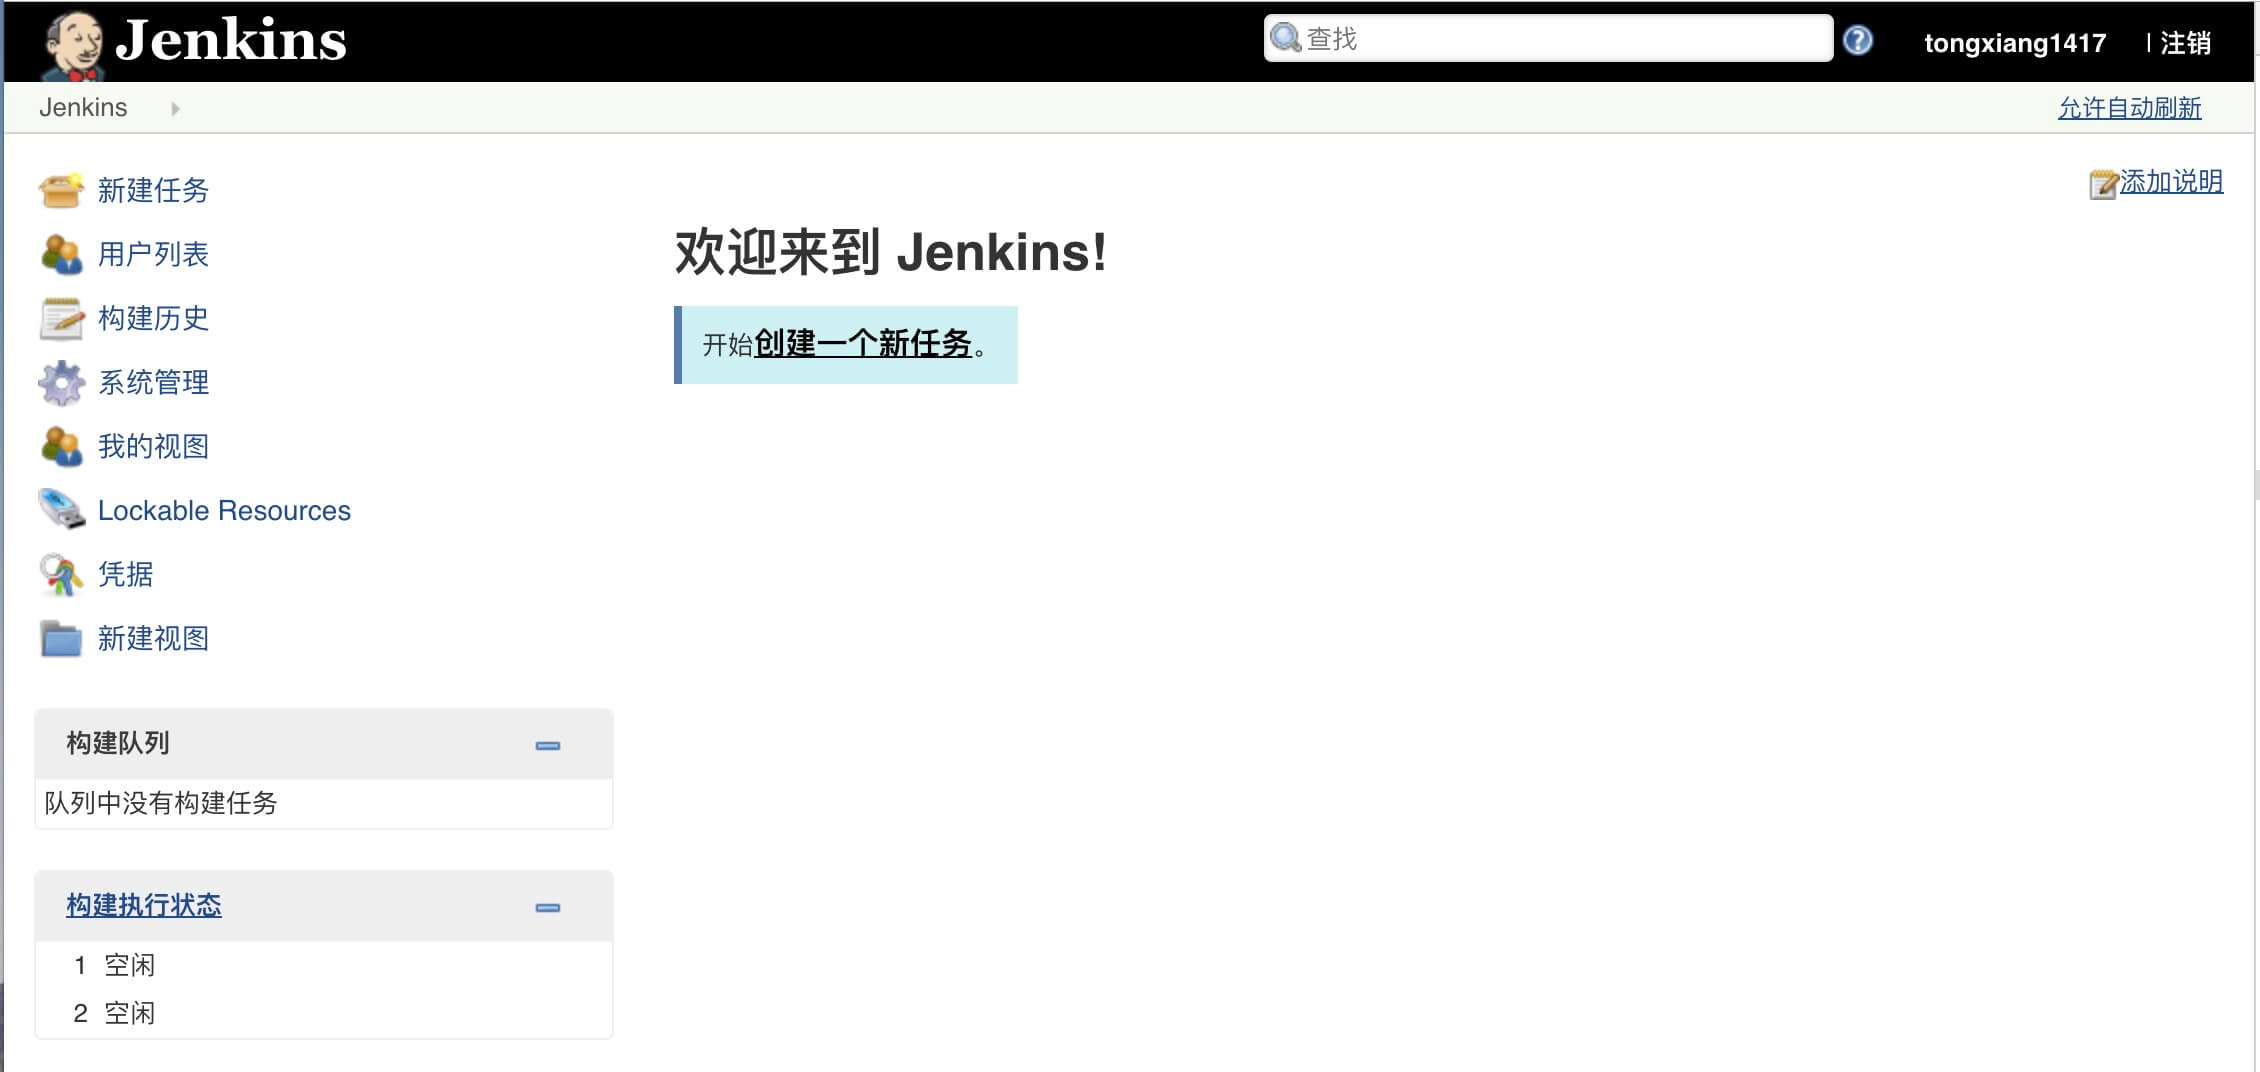 Jenkins
查找
tongxiang1417
| 注销
Jenkins
允许自动刷新
新建任务
用户列表
构建历史
系统管理
我的视图
Lockable Resources
凭据
新建视图
添加说明
欢迎来到 Jenkins!
开始创建一个新任务。
构建队列
队列中没有构建任务
构建执行状态
1 空闲
2 空闲